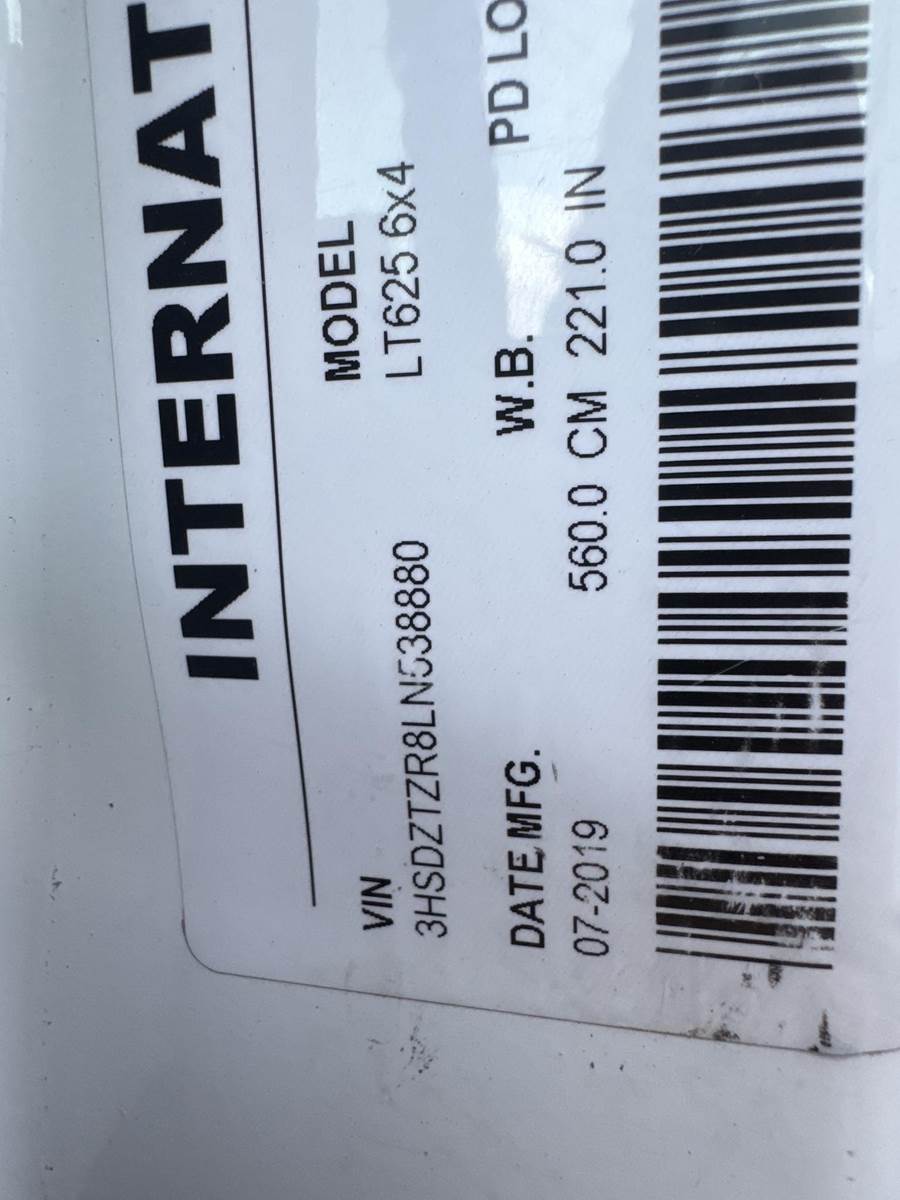 INTERNAT
VIN MODEL
3HSDZTZR8LN538880 LT625 6x4
DATE MFG. W.B. PD LO
07-2019 560.0 CM 221.0 IN